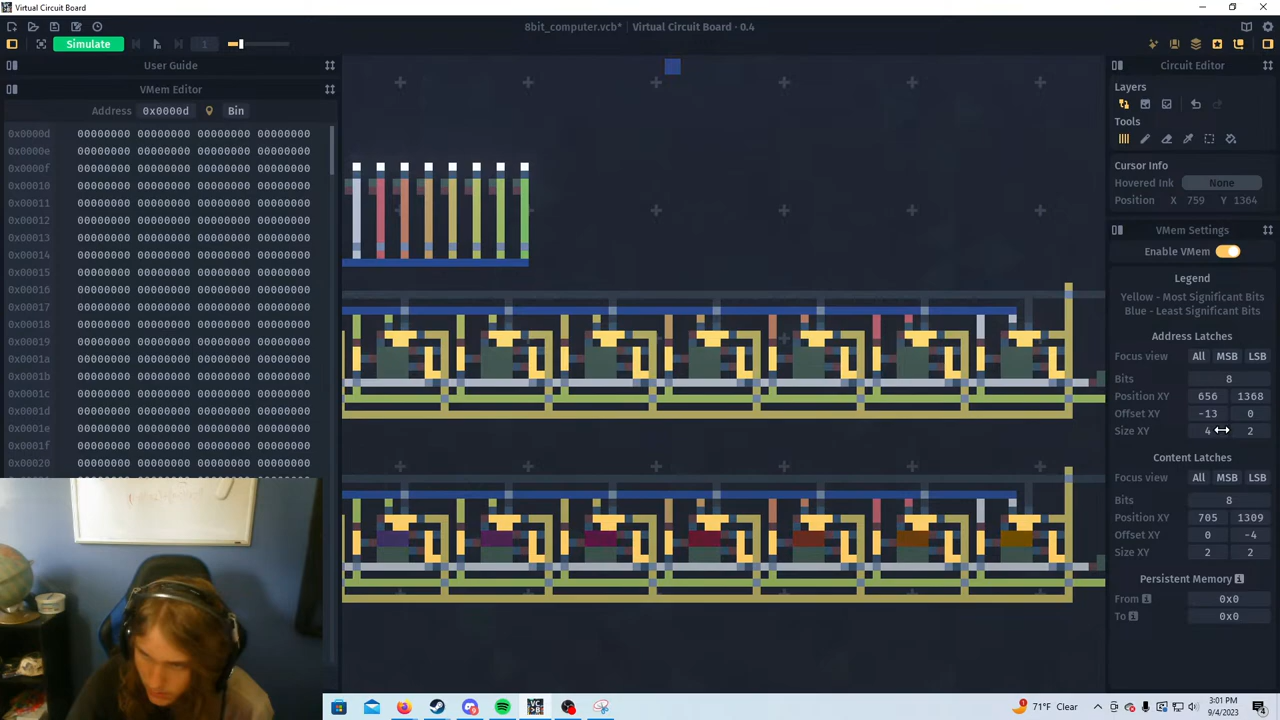 Virtual Circuit Board
8bit_computer.vcb* | Virtual Circuit Board - 0.4
Simulate
1
User Guide
VMem Editor
Address 0x0000d Bin
0x0000d 00000000 00000000 00000000 00000000
0x0000e 00000000 00000000 00000000 00000000
0x0000f 00000000 00000000 00000000 00000000
0x00010 00000000 00000000 00000000 00000000
0x00011 00000000 00000000 00000000 00000000
0x00012 00000000 00000000 00000000 00000000
0x00013 00000000 00000000 00000000 00000000
0x00014 00000000 00000000 00000000 00000000
0x00015 00000000 00000000 00000000 00000000
0x00016 00000000 00000000 00000000 00000000
0x00017 00000000 00000000 00000000 00000000
0x00018 00000000 00000000 00000000 00000000
0x00019 00000000 00000000 00000000 00000000
0x0001a 00000000 00000000 00000000 00000000
0x0001b 00000000 00000000 00000000 00000000
0x0001c 00000000 00000000 00000000 00000000
0x0001d 00000000 00000000 00000000 00000000
0x0001e 00000000 00000000 00000000 00000000
0x0001f 00000000 00000000 00000000 00000000
0x00020 00000000 00000000 00000000 00000000
Circuit Editor
Layers
Tools
Cursor Info
Hovered Ink None
Position X 759 Y 1364
VMem Settings
Enable VMem
Legend
Yellow - Most Significant Bits
Blue - Least Significant Bits
Address Latches
Focus view All MSB LSB
Bits 8
Position XY 656 1368
Offset XY -13 0
Size XY 4 2
Content Latches
Focus view All MSB LSB
Bits 8
Position XY 705 1309
Offset XY 0 -4
Size XY 2 2
Persistent Memory
From 0x0
To 0x0
71°F Clear
3:01 PM
9/4/2023